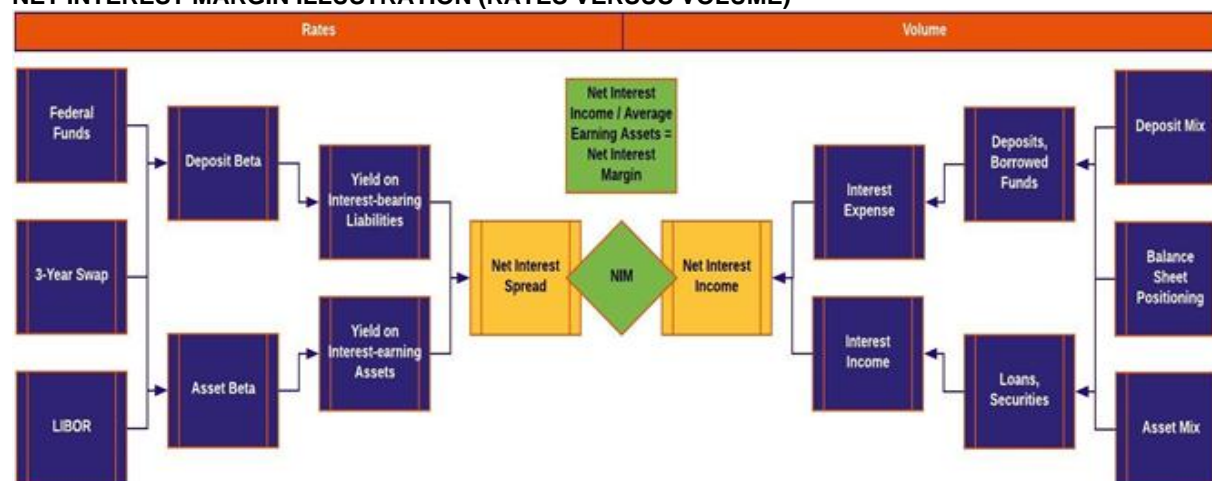 NET INTEREST MARGIN ILLUSTRATION (RATES VERSUS VOLUME)
Rates
Volume
Federal
Funds
3-Year Swap
LIBOR
Deposit Beta
Asset Beta
Yield on
Interest-bearing
Liabilities
Yield on
Interest-earning
Assets
Net Interest
Spread
Net Interest
Income / Average
Earning Assets =
Net Interest
Margin
NIM
Net Interest
Income
Interest
Expense
Interest
Income
Deposits,
Borrowed
Funds
Loans,
Securities
Deposit Mix
Balance
Sheet
Positioning
Asset Mix